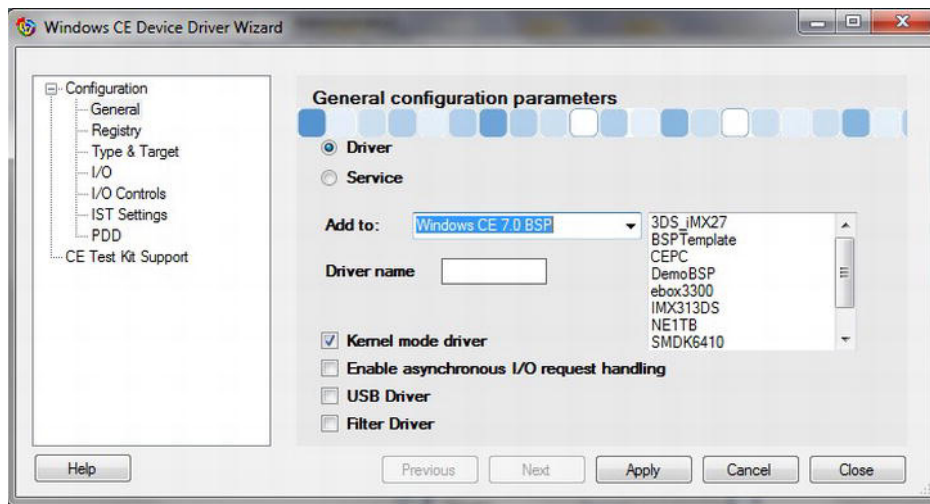 Windows CE Device Driver Wizard
Configuration
General
Registry
Type & Target
I/O
I/O Controls
IST Settings
PDD
CE Test Kit Support
General configuration parameters
Driver
Service
Add to: Windows CE 7.0 BSP
3DS_iMX27
BSPTemplate
CEPC
DemoBSP
ebox3300
IMX313DS
NE1TB
SMDK6410
Driver name
Kernel mode driver
Enable asynchronous I/O request handling
USB Driver
Filter Driver
Help Previous Next Apply Cancel Close